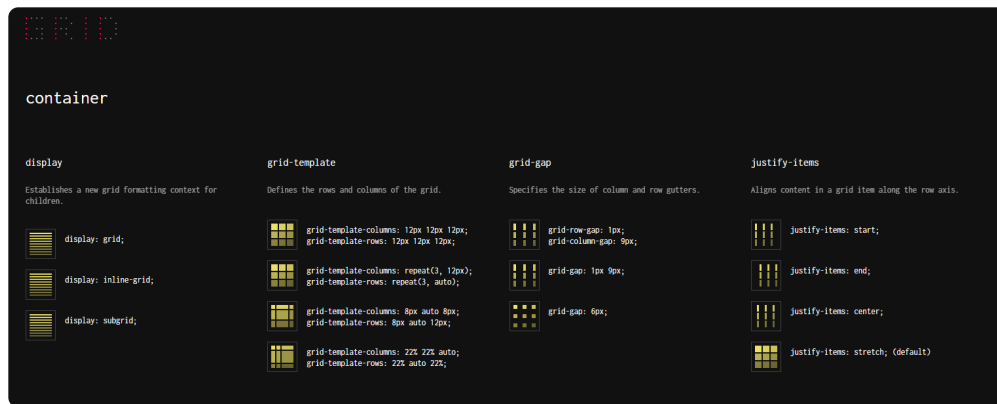 GRID
container
display
Establishes a new grid formatting context for
children.
display: grid;
display: inline-grid;
display: subgrid;
grid-template
Defines the rows and columns of the grid.
grid-template-columns: 12px 12px 12px;
grid-template-rows: 12px 12px 12px;
grid-template-columns: repeat(3, 12px);
grid-template-rows: repeat(3, auto);
grid-template-columns: 8px auto 8px;
grid-template-rows: 8px auto 12px;
grid-template-columns: 22% 22% auto;
grid-template-rows: 22% auto 22%;
grid-gap
Specifies the size of column and row gutters.
grid-row-gap: 1px;
grid-column-gap: 9px;
grid-gap: 1px 9px;
grid-gap: 6px;
justify-items
Aligns content in a grid item along the row axis.
justify-items: start;
justify-items: end;
justify-items: center;
justify-items: stretch; (default)